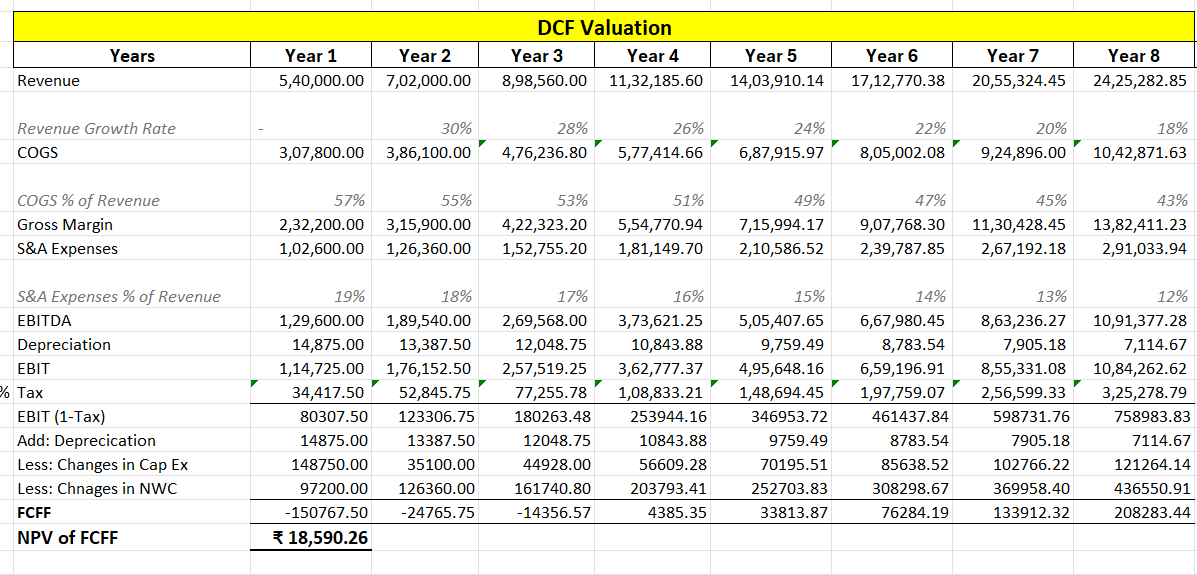 DCF Valuation
Years Year 1 Year 2 Year 3 Year 4 Year 5 Year 6 Year 7 Year 8
Revenue 5,40,000.00 7,02,000.00 8,98,560.00 11,32,185.60 14,03,910.14 17,12,770.38 20,55,324.45 24,25,282.85
Revenue Growth Rate - 30% 28% 26% 24% 22% 20% 18%
COGS 3,07,800.00 3,86,100.00 4,76,236.80 5,77,414.66 6,87,915.97 8,05,002.08 9,24,896.00 10,42,871.63
COGS % of Revenue 57% 55% 53% 51% 49% 47% 45% 43%
Gross Margin 2,32,200.00 3,15,900.00 4,22,323.20 5,54,770.94 7,15,994.17 9,07,768.30 11,30,428.45 13,82,411.23
S&A Expenses 1,02,600.00 1,26,360.00 1,52,755.20 1,81,149.70 2,10,586.52 2,39,787.85 2,67,192.18 2,91,033.94
S&A Expenses % of Revenue 19% 18% 17% 16% 15% 14% 13% 12%
EBITDA 1,29,600.00 1,89,540.00 2,69,568.00 3,73,621.25 5,05,407.65 6,67,980.45 8,63,236.27 10,91,377.28
Depreciation 14,875.00 13,387.50 12,048.75 10,843.88 9,759.49 8,783.54 7,905.18 7,114.67
EBIT 1,14,725.00 1,76,152.50 2,57,519.25 3,62,777.37 4,95,648.16 6,59,196.91 8,55,331.08 10,84,262.62
% Tax 34,417.50 52,845.75 77,255.78 1,08,833.21 1,48,694.45 1,97,759.07 2,56,599.33 3,25,278.79
EBIT (1-Tax) 80307.50 123306.75 180263.48 253944.16 346953.72 461437.84 598731.76 758983.83
Add: Deprecication 14875.00 13387.50 12048.75 10843.88 9759.49 8783.54 7905.18 7114.67
Less: Changes in Cap Ex 148750.00 35100.00 44928.00 56609.28 70195.51 85638.52 102766.22 121264.14
Less: Chnages in NWC 97200.00 126360.00 161740.80 203793.41 252703.83 308298.67 369958.40 436550.91
FCFF -150767.50 -24765.75 -14356.57 4385.35 33813.87 76284.19 133912.32 208283.44
NPV of FCFF ₹ 18,590.26